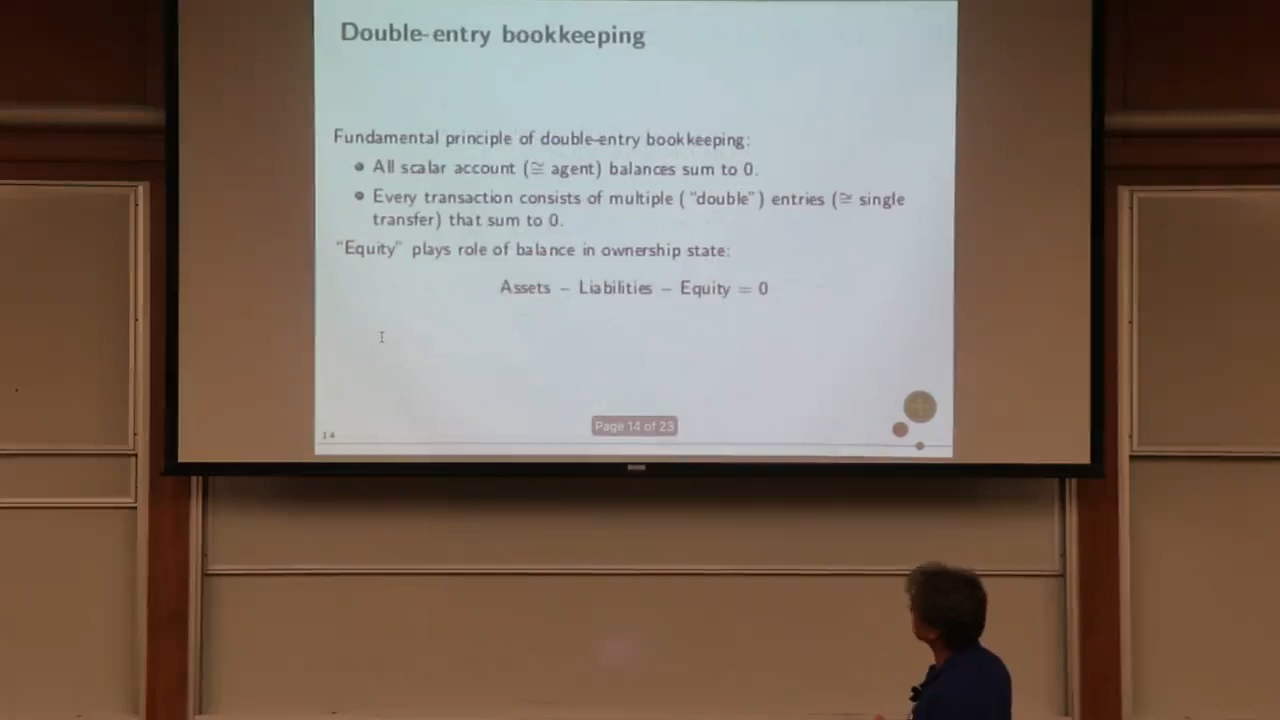 Double-entry bookkeeping
Fundamental principle of double-entry bookkeeping:
All scalar account (≅ agent) balances sum to 0.
Every transaction consists of multiple ("double") entries (≅ single
transfer) that sum to 0.
"Equity" plays role of balance in ownership state:
Assets − Liabilities − Equity = 0
Page 14 of 23
14